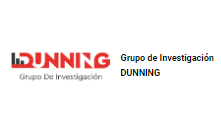 DUNNING
Grupo De Investigación
Grupo de Investigación
DUNNING